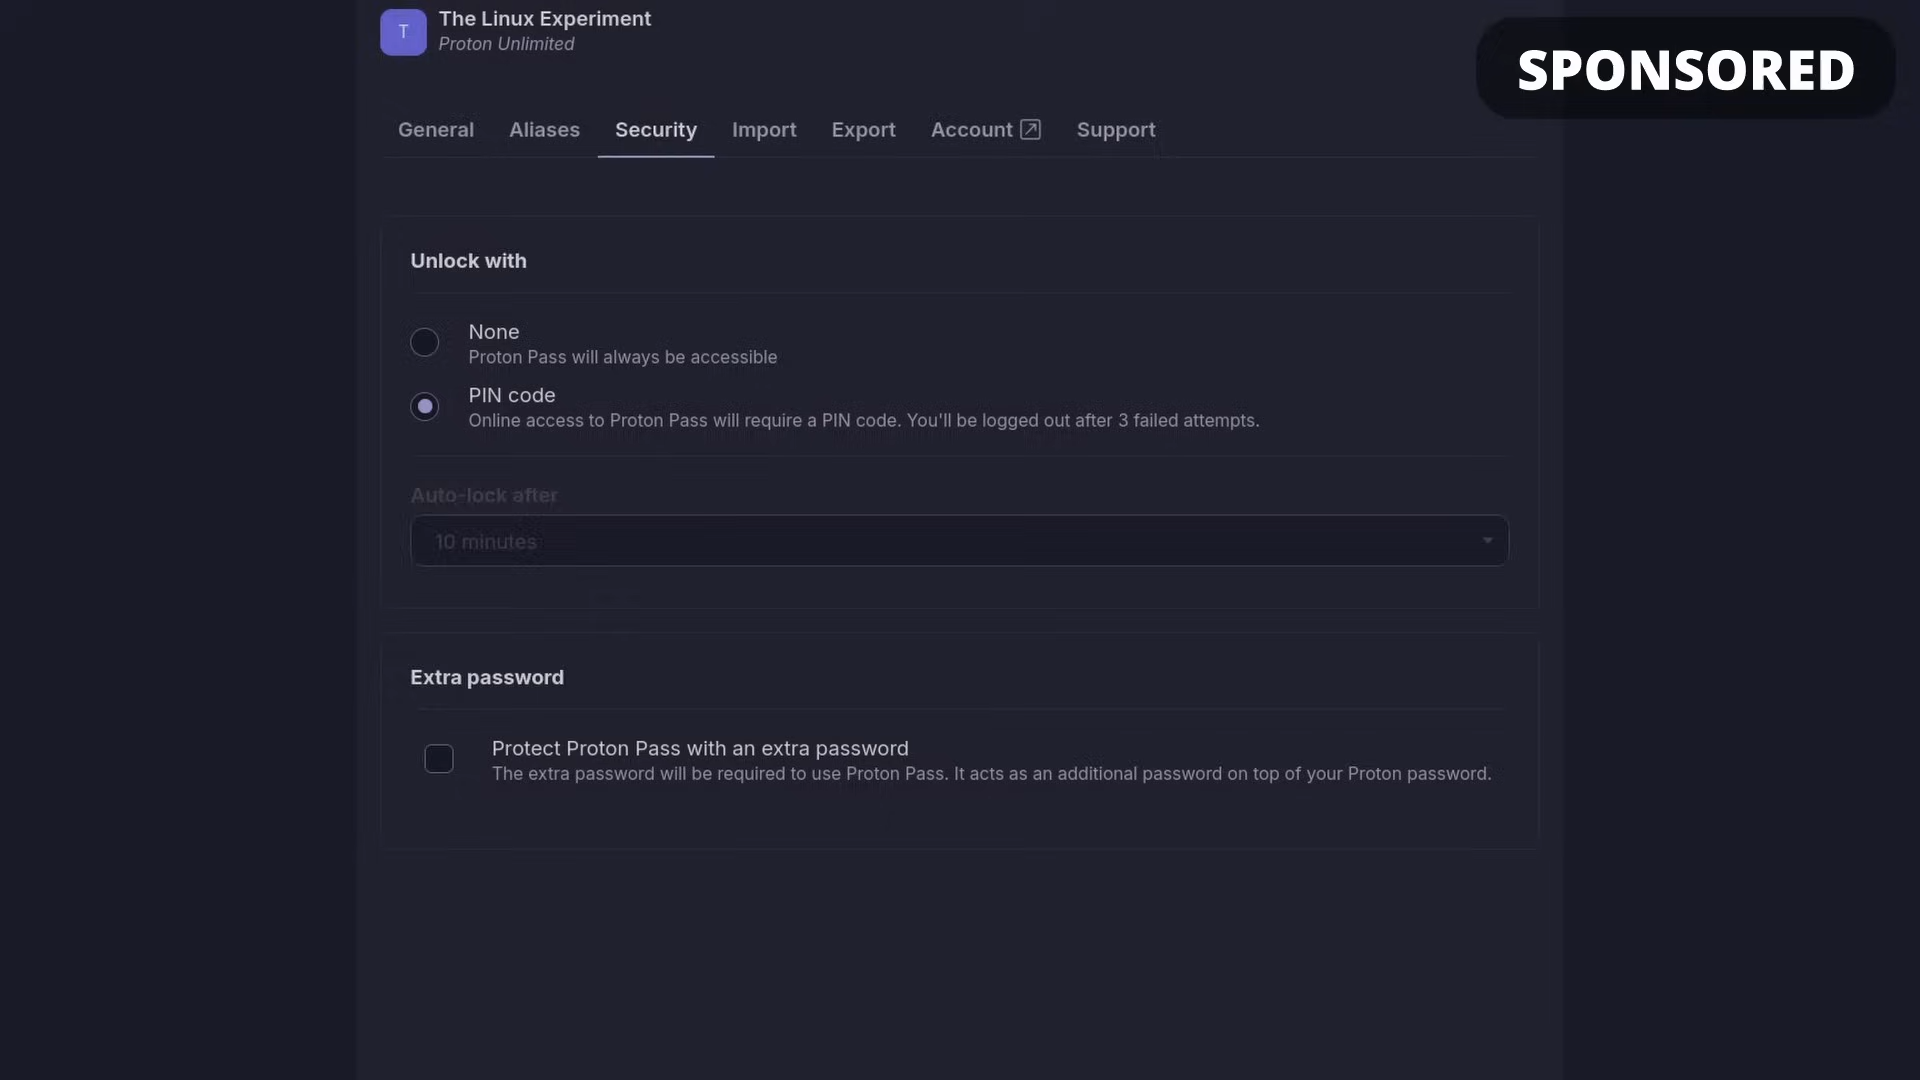 The Linux Experiment
T
Proton Unlimited
SPONSORED
General Aliases Security Import Export Account Support
Unlock with
None
Proton Pass will always be accessible
PIN code
Online access to Proton Pass will require a PIN code. You'll be logged out after 3 failed attempts.
Auto-lock after
10 minutes
Extra password
Protect Proton Pass with an extra password
The extra password will be required to use Proton Pass. It acts as an additional password on top of your Proton password.